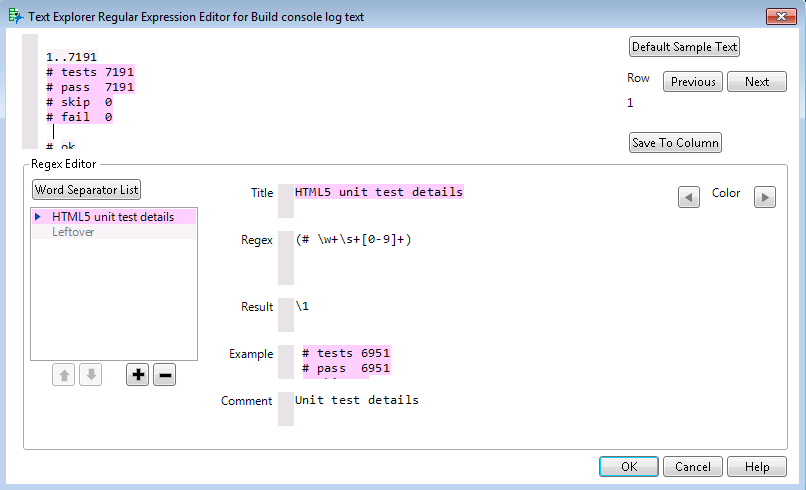 Text Explorer Regular Expression Editor for Build console log text
1..7191
# tests 7191
# pass  7191
# skip  0
# fail  0
# ok
Default Sample Text
Row
Previous
Next
1
Save To Column
Regex Editor
Word Separator List
HTML5 unit test details
Leftover
Title
HTML5 unit test details
Color
Regex
(# \w+\s+[0-9]+)
Result
\1
Example
# tests 6951
# pass  6951
Comment
Unit test details
OK
Cancel
Help